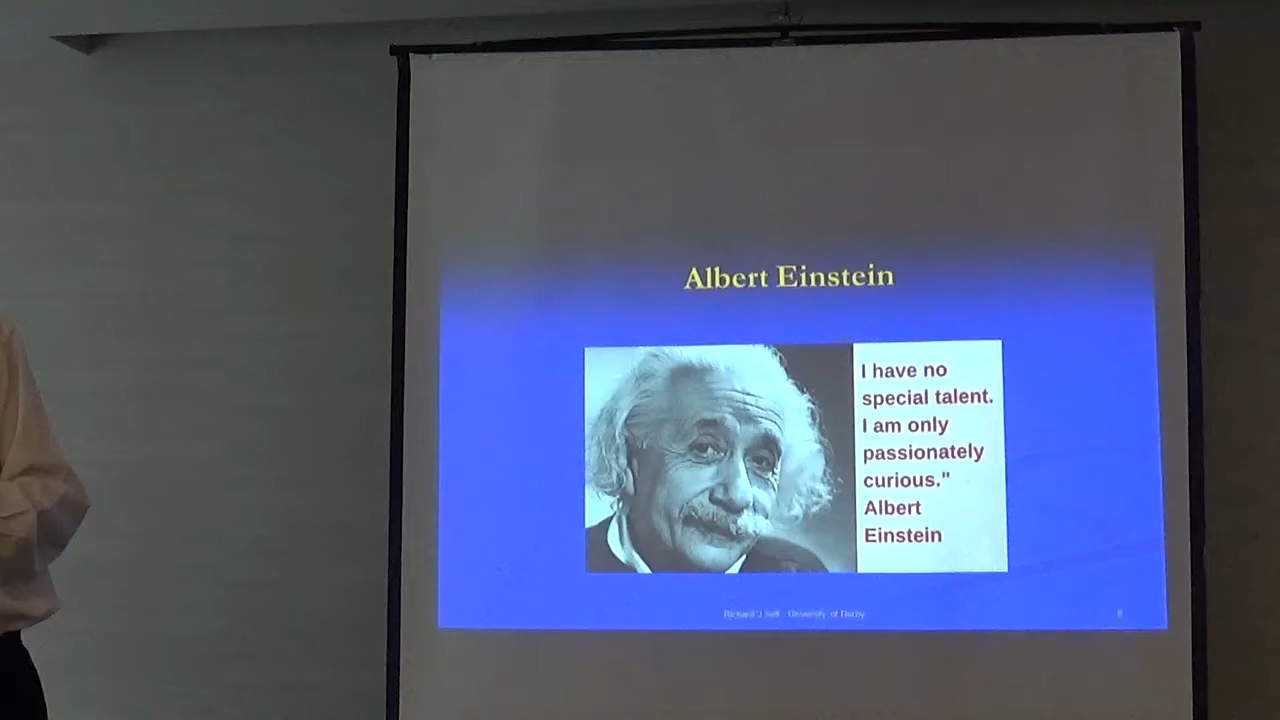 Albert Einstein
I have no
special talent.
I am only
passionately
curious."
Albert
Einstein
Richard J Self - University of Derby